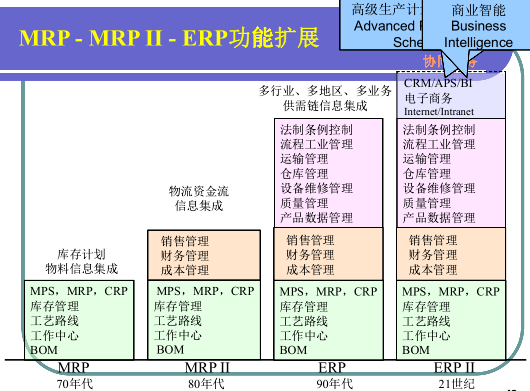 MRP - MRP II - ERP功能扩展
高级生产计
Advanced
Sche
商业智能
Business
Intelligence
CRM/APS/BI
电子商务
Internet/Intranet
多行业、多地区、多业务
供需链信息集成
法制条例控制
流程工业管理
运输管理
仓库管理
设备维修管理
质量管理
产品数据管理
法制条例控制
流程工业管理
运输管理
仓库管理
设备维修管理
质量管理
产品数据管理
物流资金流
信息集成
销售管理
财务管理
成本管理
销售管理
财务管理
成本管理
销售管理
财务管理
成本管理
库存计划
物料信息集成
MPS, MRP, CRP
库存管理
工艺路线
工作中心
BOM
MPS, MRP, CRP
库存管理
工艺路线
工作中心
BOM
MPS, MRP, CRP
库存管理
工艺路线
工作中心
BOM
MPS, MRP, CRP
库存管理
工艺路线
工作中心
BOM
MRP
70年代
MRP II
80年代
ERP
90年代
ERP II
21世纪